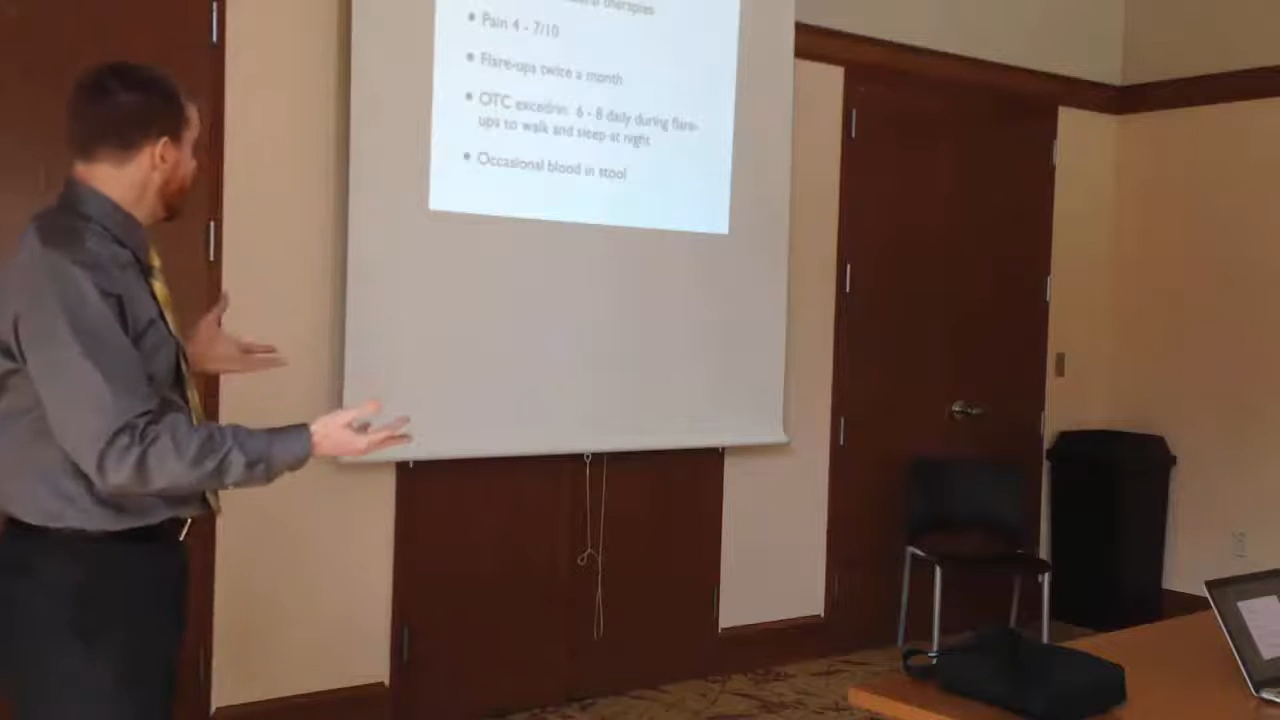 therapies
• Pain 4 - 7/10
• Flare-ups twice a month
• OTC excedrin: 6 - 8 daily during flare-
ups to walk and sleep at night
• Occasional blood in stool